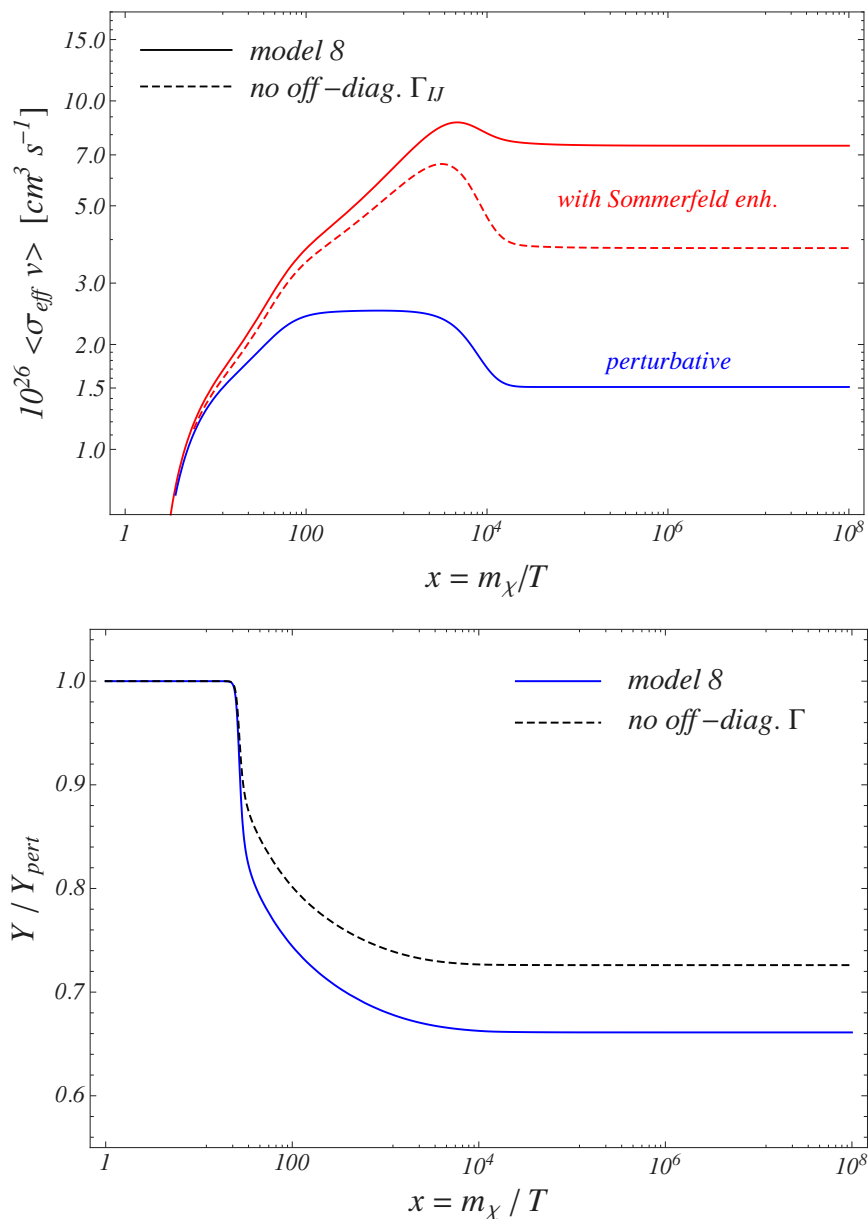 15.0
10.0
7.0
5.0
3.0
2.0
1.5
1.0
10^26 <σ_eff v> [cm^3 s^−1]
model 8
no off−diag. Γ_IJ
with Sommerfeld enh.
perturbative
1 100 10^4 10^6 10^8
x = m_χ/T
1.0
0.9
0.8
0.7
0.6
Y / Y_pert
model 8
no off−diag. Γ
1 100 10^4 10^6 10^8
x = m_χ / T